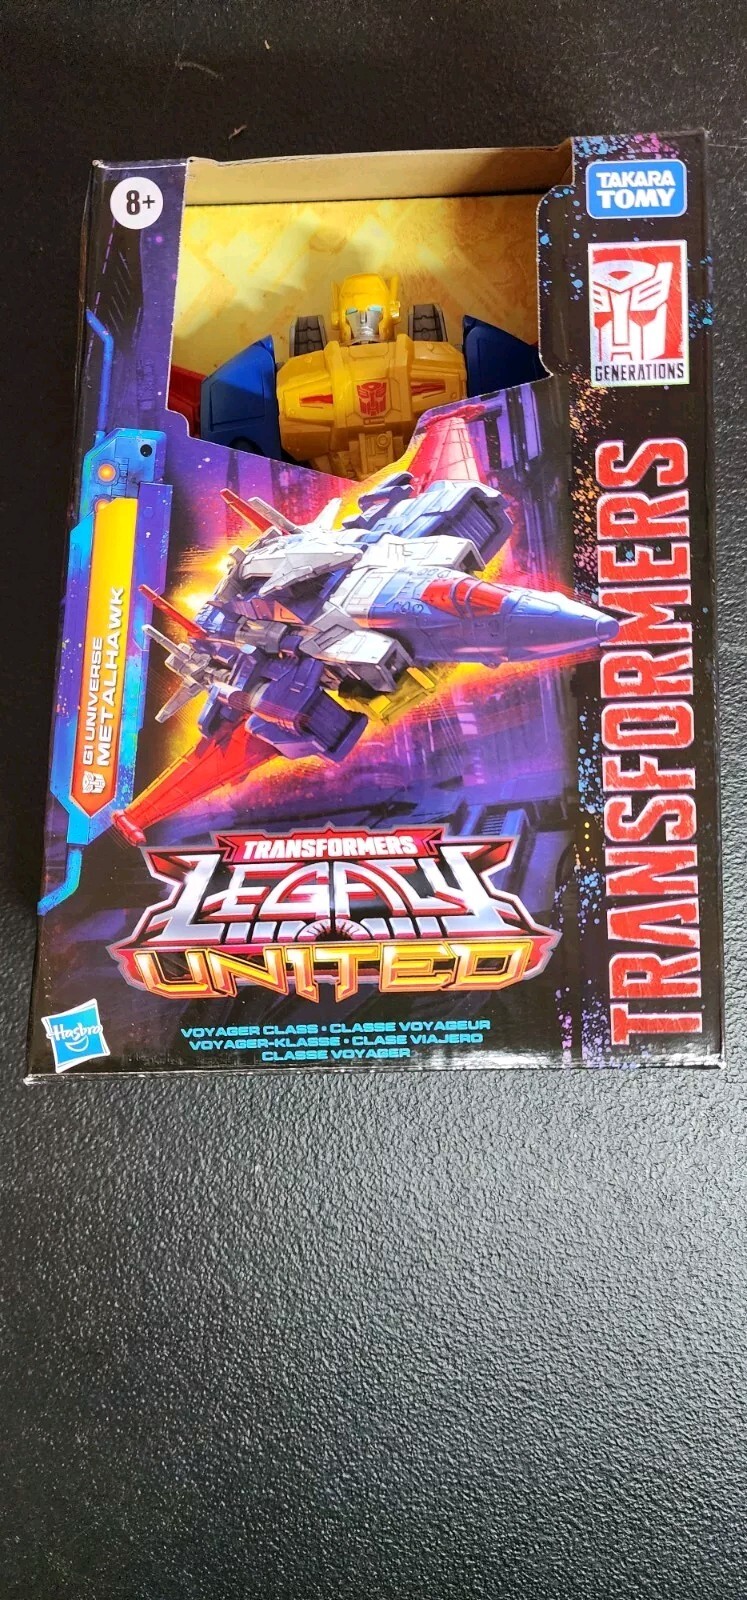 8+
TAKARA
TOMY
GENERATIONS
TRANSFORMERS
G1 UNIVERSE
METALHAWK
TRANSFORMERS
LEGACY
UNITED
Hasbro
VOYAGER CLASS • CLASSE VOYAGEUR
VOYAGER-KLASSE • CLASE VIAJERO
CLASSE VOYAGER